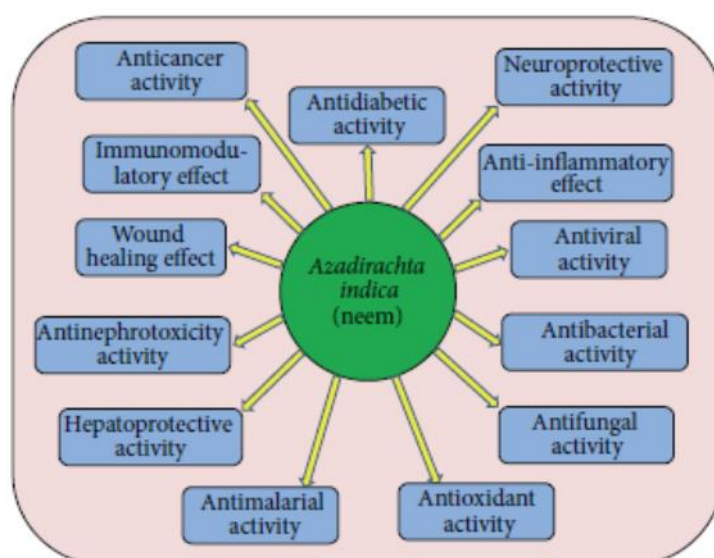 Anticancer
activity
Antidiabetic
activity
Neuroprotective
activity
Immunomodu-
latory effect
Anti-inflammatory
effect
Wound
healing effect
Azadirachta
indica
(neem)
Antiviral
activity
Antinephrotoxicity
activity
Antibacterial
activity
Hepatoprotective
activity
Antifungal
activity
Antimalarial
activity
Antioxidant
activity